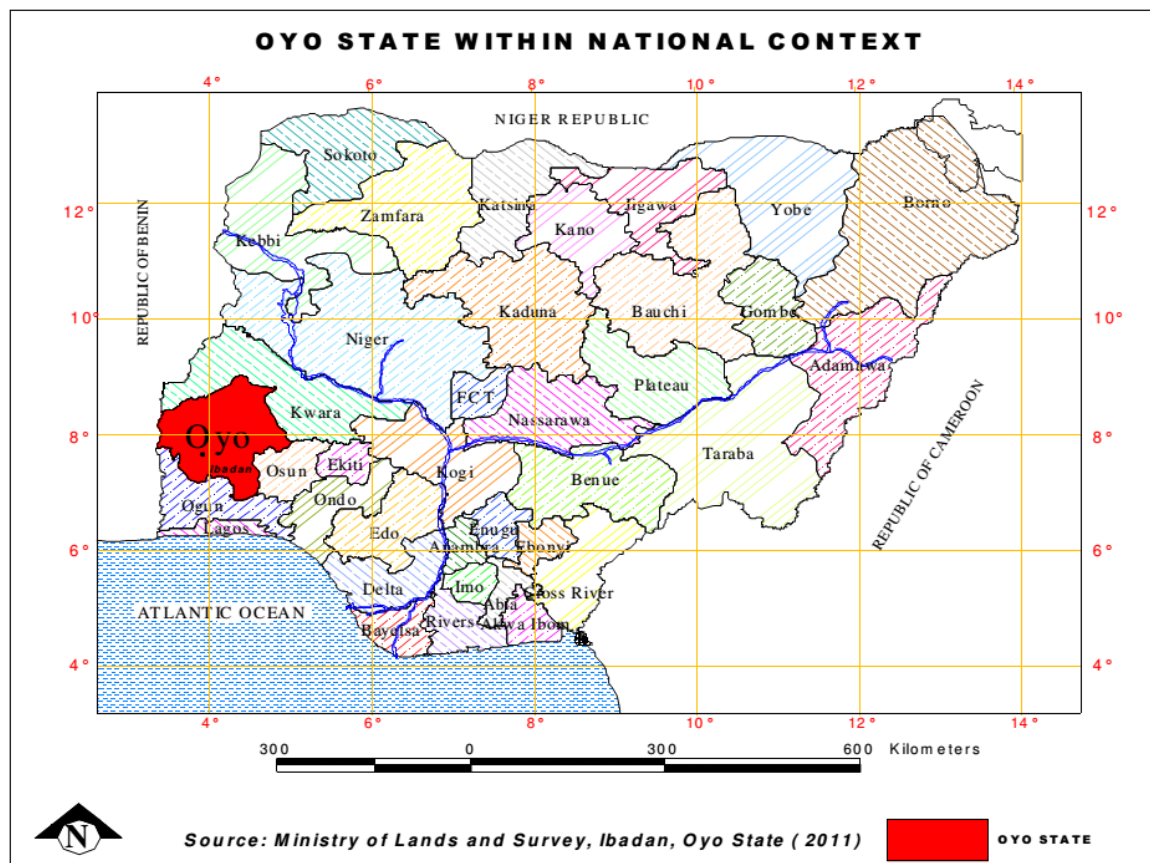 OYO STATE WITHIN NATIONAL CONTEXT
4° 6° 8° 10° 12° 14°
NIGER REPUBLIC
Sokoto
12° Zamfara Katsina Kano Jigawa Yobe Borno 12°
REPUBLIC OF BENIN
Kebbi
10° Niger Kaduna Bauchi Gombe 10°
Adamawa
FCT Plateau
Kwara Nassarawa
8° Oyo Taraba 8°
REPUBLIC OF CAMEROON
Ibadan Osun Ekiti Kogi Benue
Ogun Ondo
Lagos Edo Enugu
6° Anambra Ebonyi 6°
Delta Imo Cross River
ATLANTIC OCEAN Abia
Bayelsa Rivers Akwa Ibom
4° 4°
4° 6° 8° 10° 12° 14°
300 0 300 600 Kilometers
N Source: Ministry of Lands and Survey, Ibadan, Oyo State ( 2011) OYO STATE